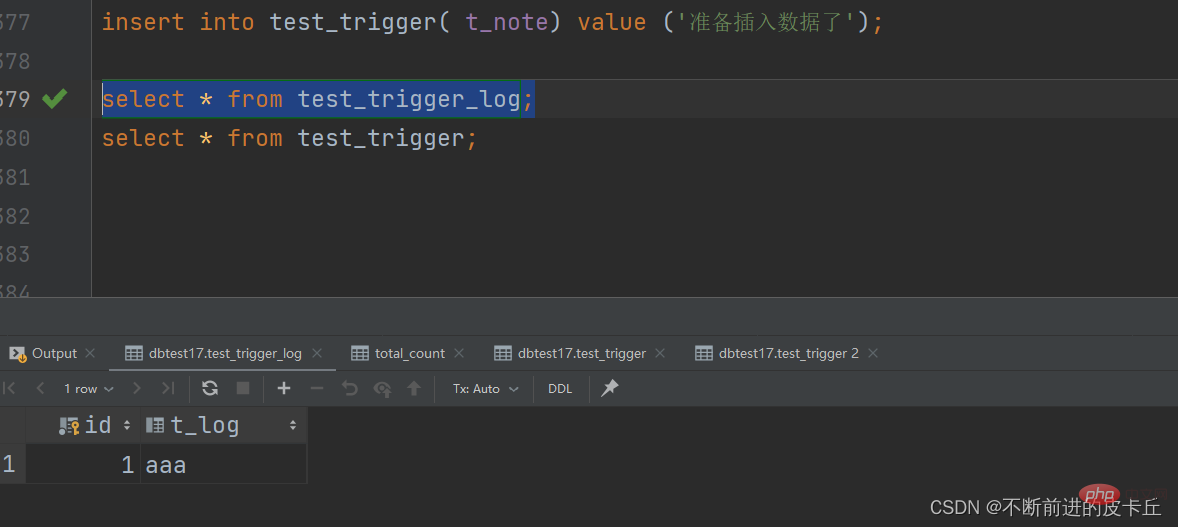 377 insert into test_trigger( t_note) value ('准备插入数据了');
378
379 select * from test_trigger_log;
380 select * from test_trigger;
381
382
383
384
Output dbtest17.test_trigger_log total_count dbtest17.test_trigger dbtest17.test_trigger 2
1 row Tx: Auto DDL
id t_log
1 1 aaa
php
CSDN @不断前进的皮卡丘